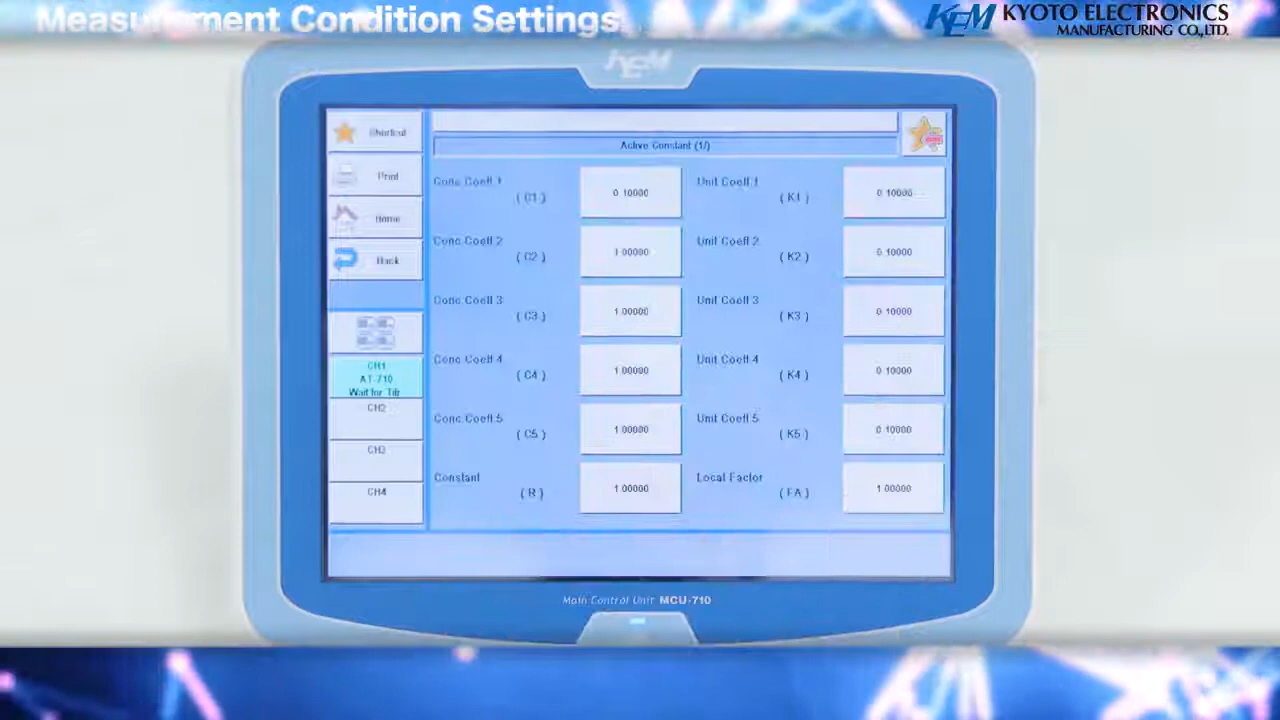 Measurement Condition Settings
KEM KYOTO ELECTRONICS
MANUFACTURING CO.,LTD.
KEM
Shortcut
Print
Home
Back
CH1
AT-710
Wait for Titr
CH2
CH3
CH4
Active Constant (1/)
Conc Coeff 1
( C1 )
0.10000
Unit Coeff 1
( K1 )
0.10000
Conc Coeff 2
( C2 )
1.00000
Unit Coeff 2
( K2 )
0.10000
Conc Coeff 3
( C3 )
1.00000
Unit Coeff 3
( K3 )
0.10000
Conc Coeff 4
( C4 )
1.00000
Unit Coeff 4
( K4 )
0.10000
Conc Coeff 5
( C5 )
1.00000
Unit Coeff 5
( K5 )
0.10000
Constant
( R )
1.00000
Local Factor
( FA )
1.00000
Main Control Unit MCU-710